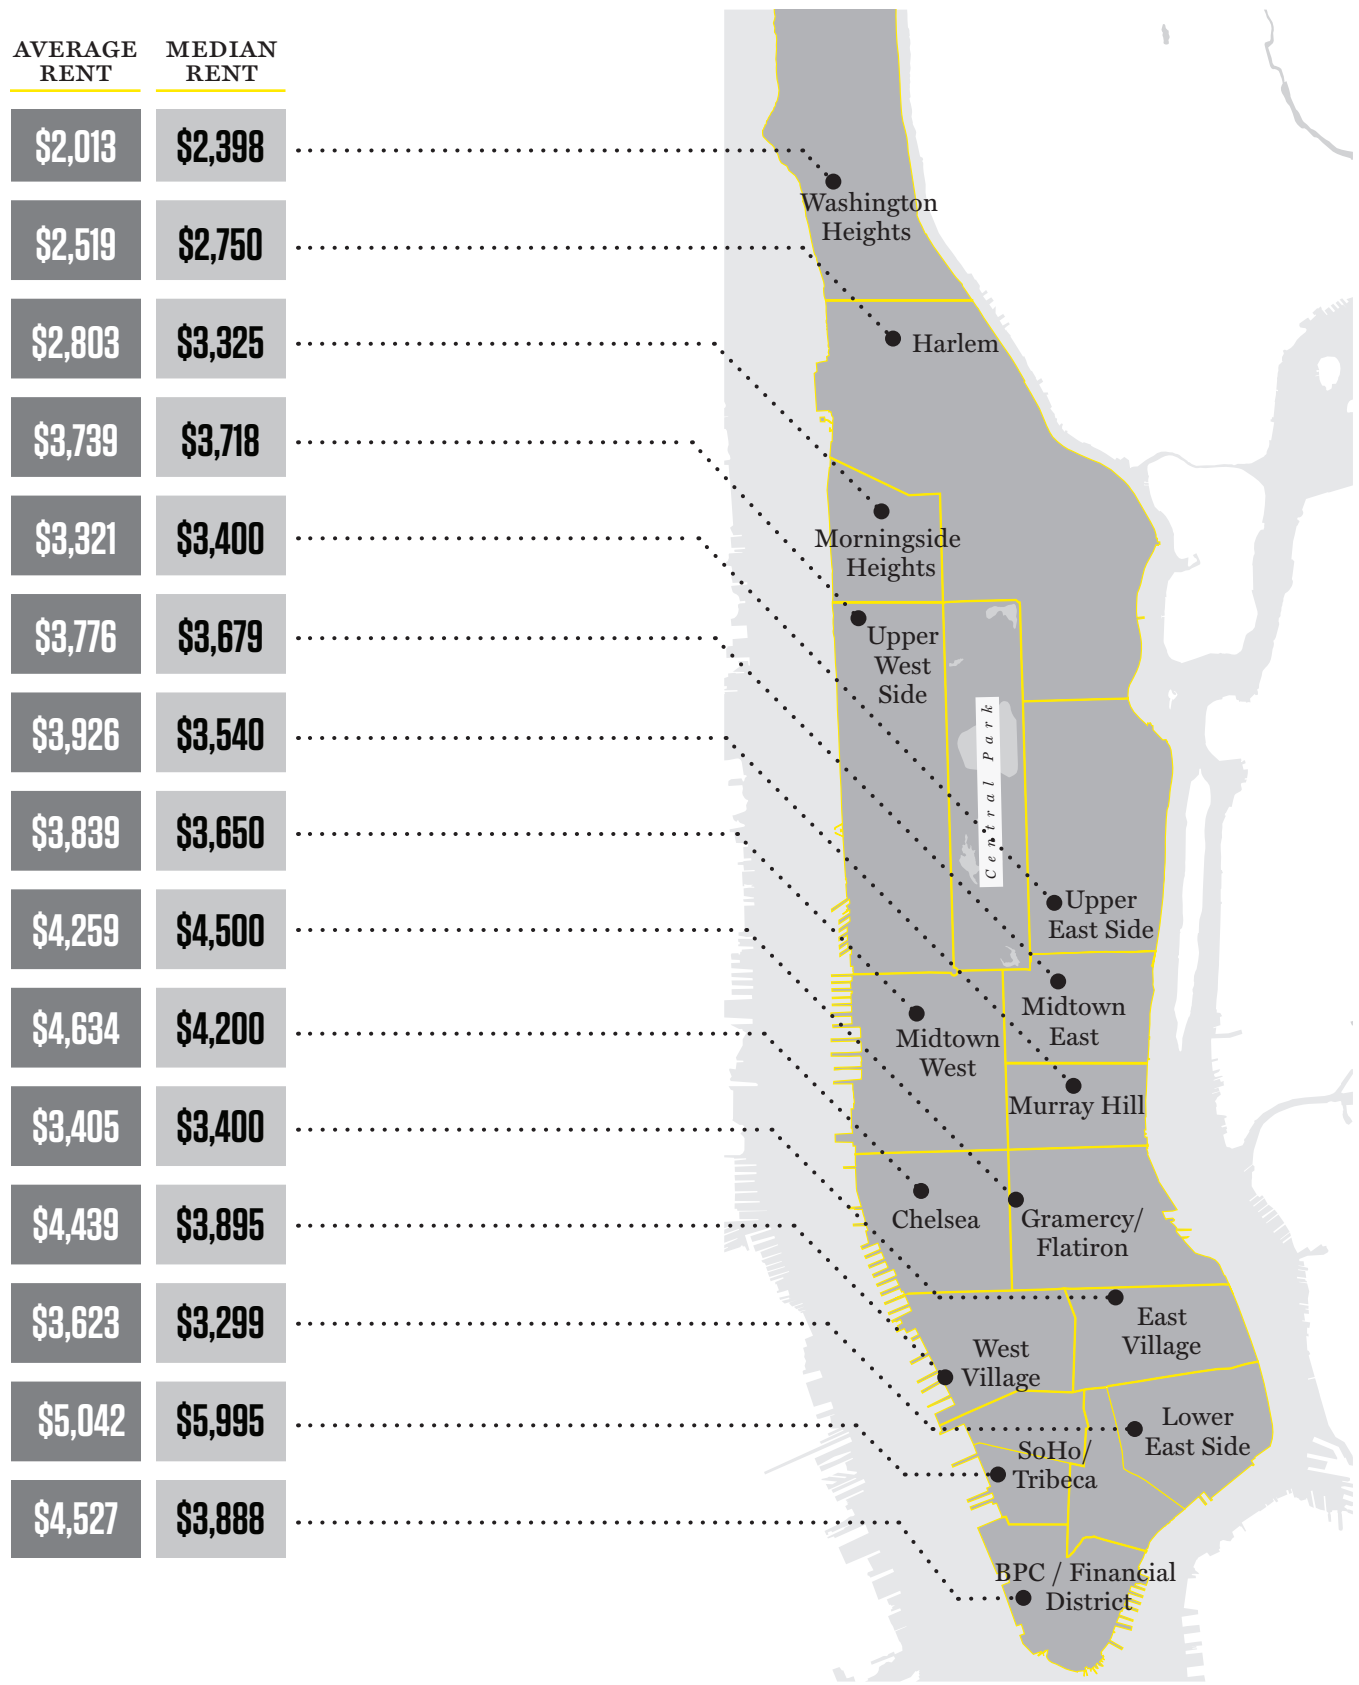 AVERAGE
RENT
MEDIAN
RENT
$2,013
$2,398
$2,519
$2,750
$2,803
$3,325
$3,739
$3,718
$3,321
$3,400
$3,776
$3,679
$3,926
$3,540
$3,839
$3,650
$4,259
$4,500
$4,634
$4,200
$3,405
$3,400
$4,439
$3,895
$3,623
$3,299
$5,042
$5,995
$4,527
$3,888
Washington
Heights
Harlem
Morningside
Heights
Upper
West
Side
Central Park
Upper
East Side
Midtown
East
Midtown
West
Murray Hill
Chelsea
Gramercy/
Flatiron
East
Village
West
Village
Lower
East Side
SoHo/
Tribeca
BPC / Financial
District